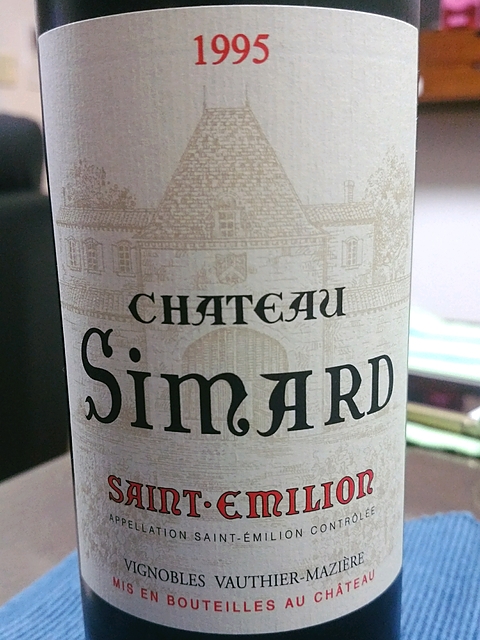 1995
CHATEAU
SIMARD
SAINT·EMILION
APPELLATION SAINT-ÉMILION CONTRÔLÉE
VIGNOBLES VAUTHIER-MAZIÈRE
MIS EN BOUTEILLES AU CHÂTEAU